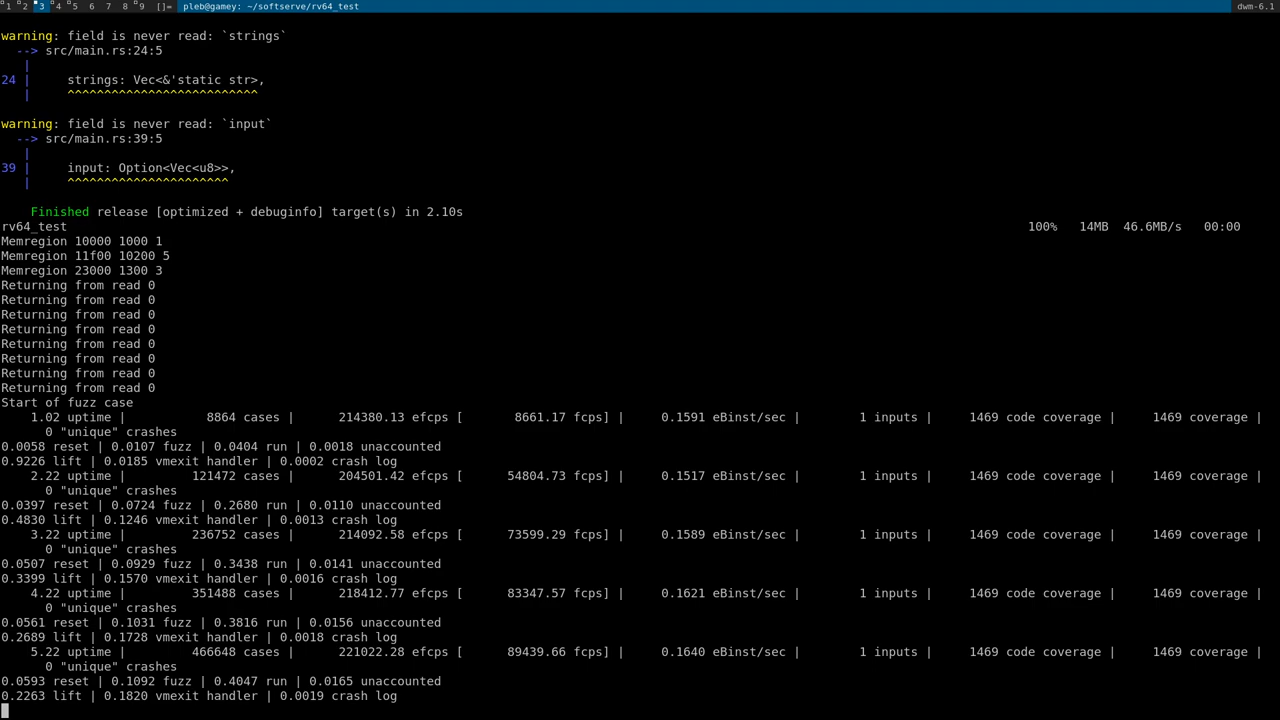 1 2 3 4 5 6 7 8 9 []= pleb@gamey: ~/softserve/rv64_test dwm-6.1
warning: field is never read: `strings`
--> src/main.rs:24:5
|
24 | strings: Vec<&'static str>,
| ^^^^^^^^^^^^^^^^^^^^^^^^^^
warning: field is never read: `input`
--> src/main.rs:39:5
|
39 | input: Option<Vec<u8>>,
| ^^^^^^^^^^^^^^^^^^^^^^
Finished release [optimized + debuginfo] target(s) in 2.10s
rv64_test 100% 14MB 46.6MB/s 00:00
Memregion 10000 1000 1
Memregion 11f00 10200 5
Memregion 23000 1300 3
Returning from read 0
Returning from read 0
Returning from read 0
Returning from read 0
Returning from read 0
Returning from read 0
Returning from read 0
Returning from read 0
Start of fuzz case
1.02 uptime | 8864 cases | 214380.13 efcps [ 8661.17 fcps] | 0.1591 eBinst/sec | 1 inputs | 1469 code coverage | 1469 coverage |
0 "unique" crashes
0.0058 reset | 0.0107 fuzz | 0.0404 run | 0.0018 unaccounted
0.9226 lift | 0.0185 vmexit handler | 0.0002 crash log
2.22 uptime | 121472 cases | 204501.42 efcps [ 54804.73 fcps] | 0.1517 eBinst/sec | 1 inputs | 1469 code coverage | 1469 coverage |
0 "unique" crashes
0.0397 reset | 0.0724 fuzz | 0.2680 run | 0.0110 unaccounted
0.4830 lift | 0.1246 vmexit handler | 0.0013 crash log
3.22 uptime | 236752 cases | 214092.58 efcps [ 73599.29 fcps] | 0.1589 eBinst/sec | 1 inputs | 1469 code coverage | 1469 coverage |
0 "unique" crashes
0.0507 reset | 0.0929 fuzz | 0.3438 run | 0.0141 unaccounted
0.3399 lift | 0.1570 vmexit handler | 0.0016 crash log
4.22 uptime | 351488 cases | 218412.77 efcps [ 83347.57 fcps] | 0.1621 eBinst/sec | 1 inputs | 1469 code coverage | 1469 coverage |
0 "unique" crashes
0.0561 reset | 0.1031 fuzz | 0.3816 run | 0.0156 unaccounted
0.2689 lift | 0.1728 vmexit handler | 0.0018 crash log
5.22 uptime | 466648 cases | 221022.28 efcps [ 89439.66 fcps] | 0.1640 eBinst/sec | 1 inputs | 1469 code coverage | 1469 coverage |
0 "unique" crashes
0.0593 reset | 0.1092 fuzz | 0.4047 run | 0.0165 unaccounted
0.2263 lift | 0.1820 vmexit handler | 0.0019 crash log